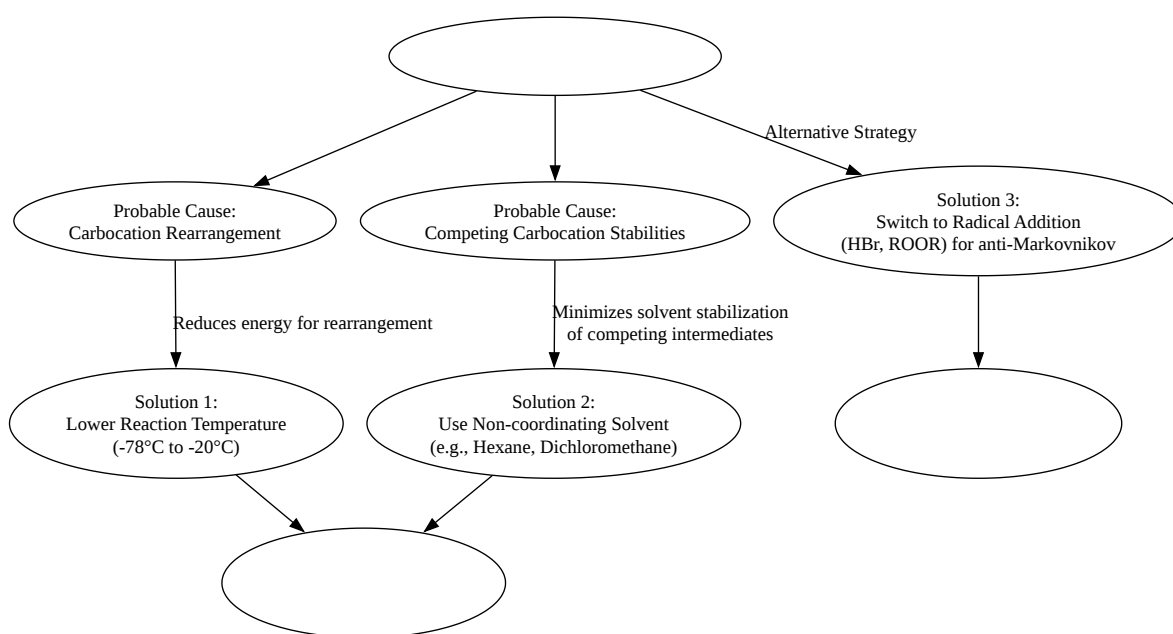 Alternative Strategy
Probable Cause:
Carbocation Rearrangement
Probable Cause:
Competing Carbocation Stabilities
Solution 3:
Switch to Radical Addition
(HBr, ROOR) for anti-Markovnikov
Reduces energy for rearrangement
Minimizes solvent stabilization
of competing intermediates
Solution 1:
Lower Reaction Temperature
(-78°C to -20°C)
Solution 2:
Use Non-coordinating Solvent
(e.g., Hexane, Dichloromethane)